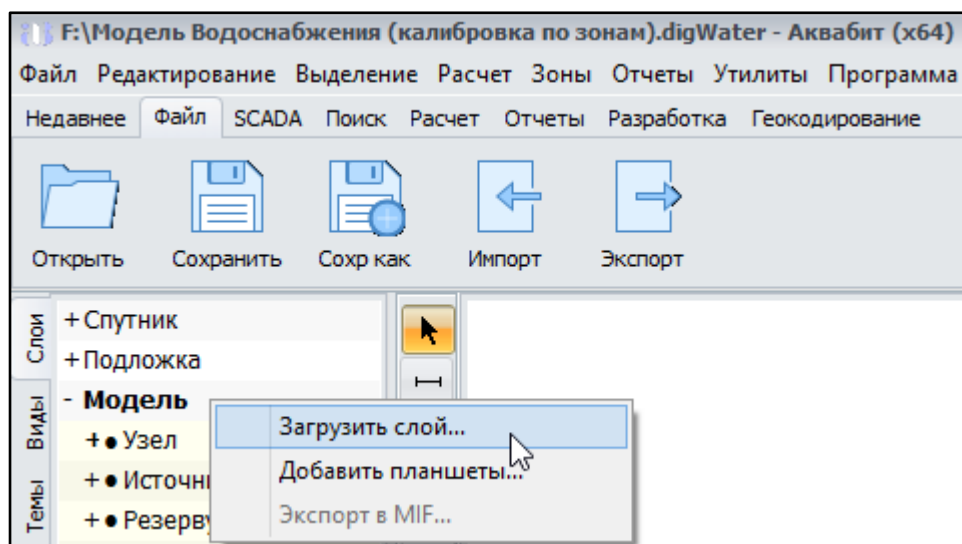 F:\Модель Водоснабжения (калибровка по зонам).digWater - Аквабит (x64)
Файл Редактирование Выделение Расчет Зоны Отчеты Утилиты Программа
Недавнее Файл SCADA Поиск Расчет Отчеты Разработка Геокодирование
Открыть Сохранить Сохр как Импорт Экспорт
Слои
Виды
Темы
+ Спутник
+ Подложка
- Модель
+ ● Узел
+ ● Источни
+ ● Резерву
Загрузить слой...
Добавить планшеты...
Экспорт в MIF...